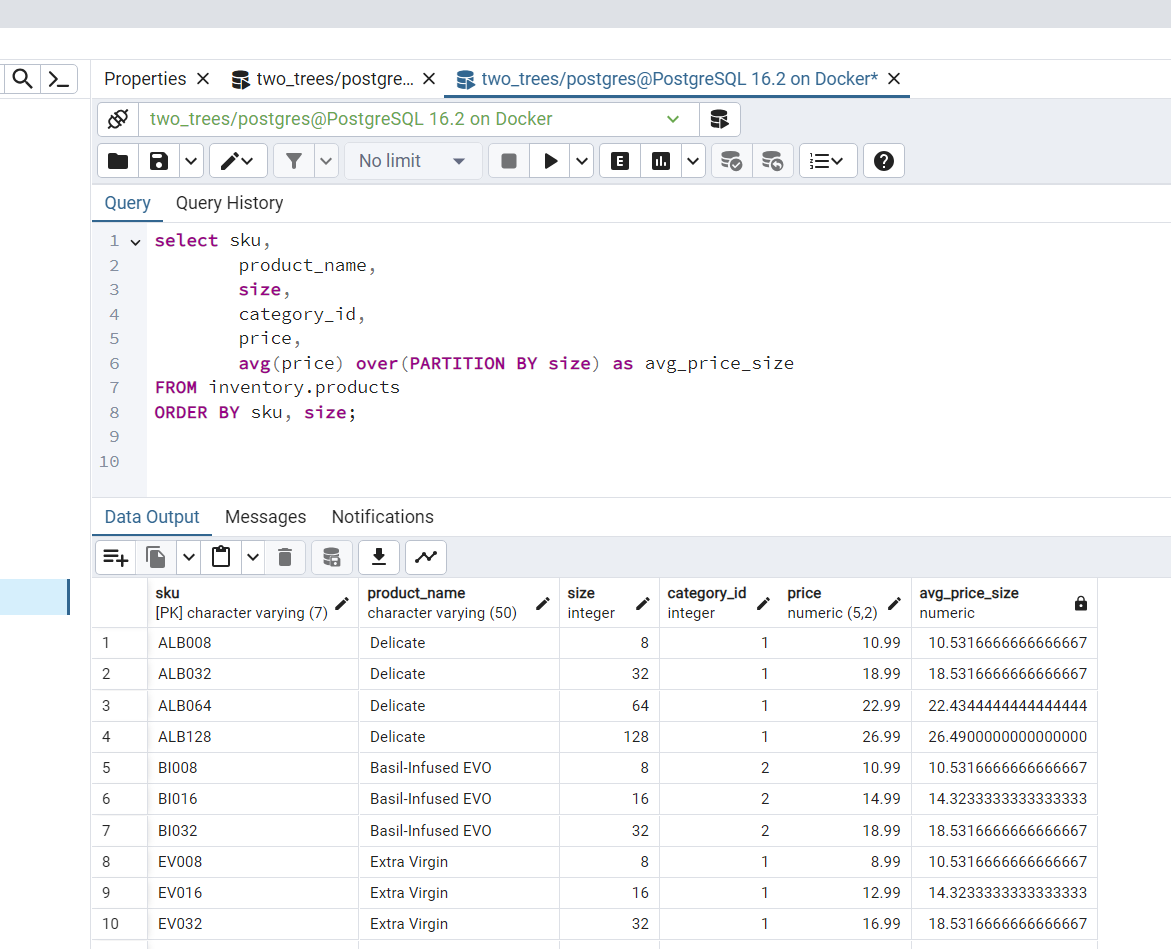 Properties two_trees/postgre... two_trees/postgres@PostgreSQL 16.2 on Docker*
two_trees/postgres@PostgreSQL 16.2 on Docker
No limit E
Query Query History
1 select sku,
2 product_name,
3 size,
4 category_id,
5 price,
6 avg(price) over(PARTITION BY size) as avg_price_size
7 FROM inventory.products
8 ORDER BY sku, size;
9
10
Data Output Messages Notifications
sku product_name size category_id price avg_price_size
[PK] character varying (7) character varying (50) integer integer numeric (5,2) numeric
1 ALB008 Delicate 8 1 10.99 10.5316666666666667
2 ALB032 Delicate 32 1 18.99 18.5316666666666667
3 ALB064 Delicate 64 1 22.99 22.4344444444444444
4 ALB128 Delicate 128 1 26.99 26.4900000000000000
5 BI008 Basil-Infused EVO 8 2 10.99 10.5316666666666667
6 BI016 Basil-Infused EVO 16 2 14.99 14.3233333333333333
7 BI032 Basil-Infused EVO 32 2 18.99 18.5316666666666667
8 EV008 Extra Virgin 8 1 8.99 10.5316666666666667
9 EV016 Extra Virgin 16 1 12.99 14.3233333333333333
10 EV032 Extra Virgin 32 1 16.99 18.5316666666666667